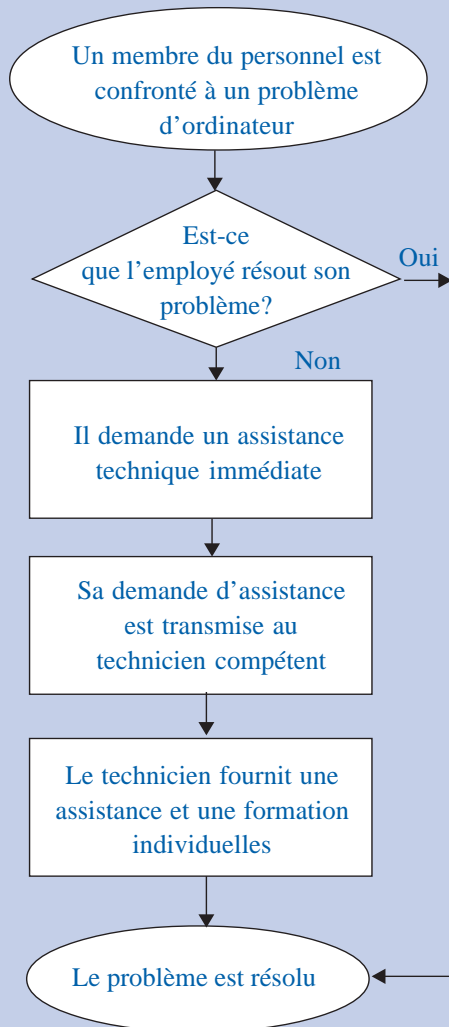 Un membre du personnel est
confronté à un problème
d’ordinateur
Est-ce
que l’employé résout son
problème?
Oui
Non
Il demande un assistance
technique immédiate
Sa demande d’assistance
est transmise au
technicien compétent
Le technicien fournit une
assistance et une formation
individuelles
Le problème est résolu